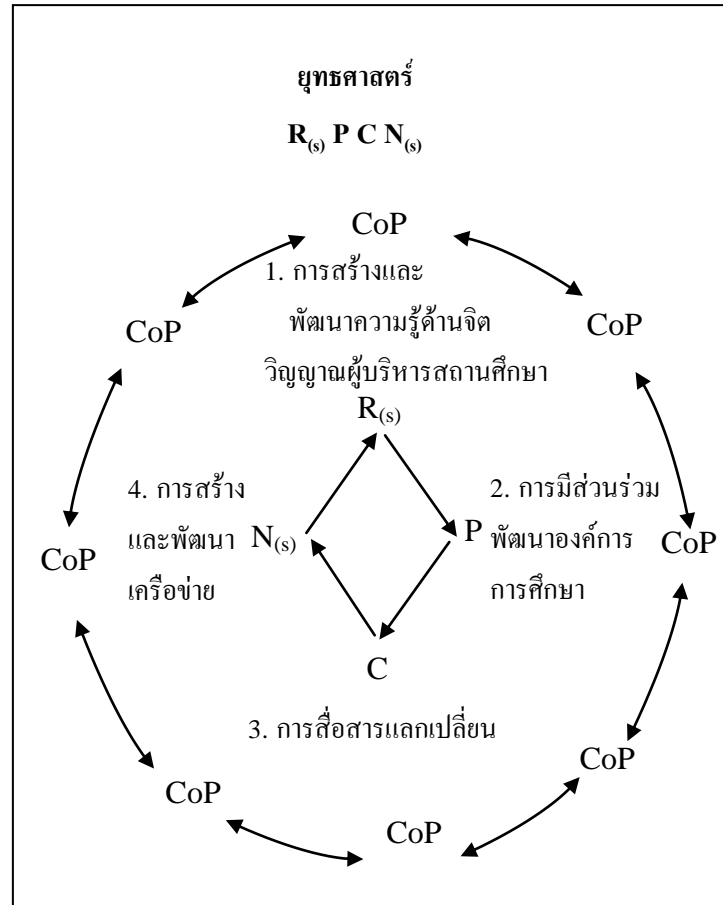 ยุทธศาสตร์
R(s) P C N(s)
CoP
1. การสร้างและ
พัฒนาความรู้ด้านจิต
CoP
CoP
วิญญาณผู้บริหารสถานศึกษา
R(s)
4. การสร้าง
และพัฒนา
เครือข่าย
N(s)
P
2. การมีส่วนร่วม
พัฒนาองค์การ
การศึกษา
CoP
CoP
C
3. การสื่อสารแลกเปลี่ยน
CoP
CoP
CoP